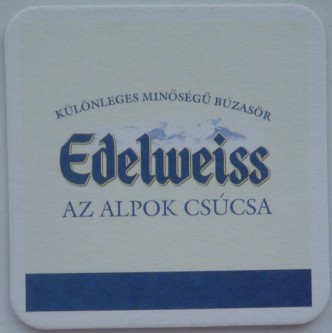 KÜLÖNLEGES MINŐSÉGŰ BÚZASÖR
Edelweiss
AZ ALPOK CSÚCSA